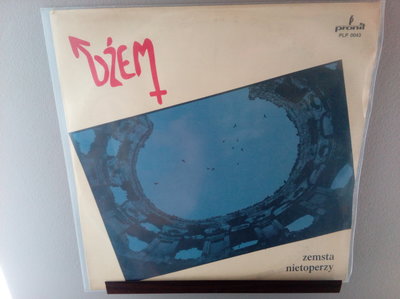 DŻEM
pronit
PLP 0043
zemsta
nietoperzy